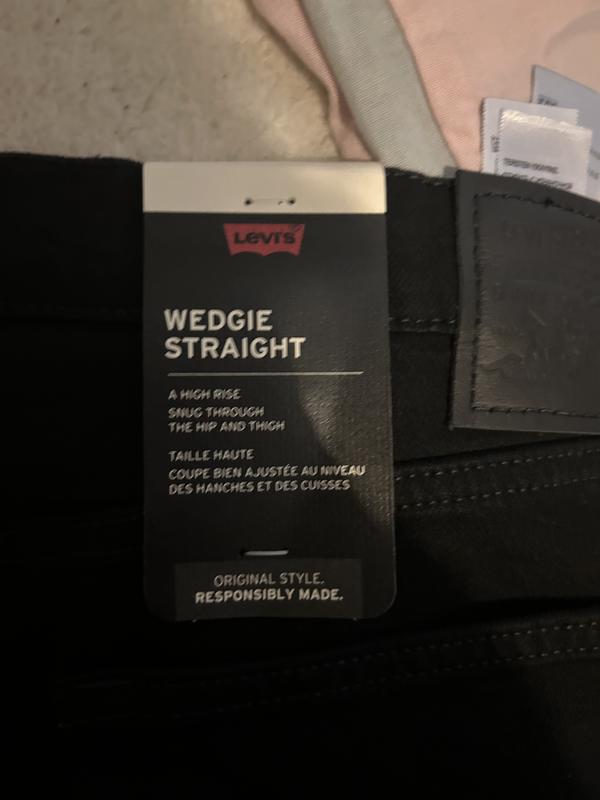 Levi's
WEDGIE
STRAIGHT
A HIGH RISE
SNUG THROUGH
THE HIP AND THIGH
TAILLE HAUTE
COUPE BIEN AJUSTÉE AU NIVEAU
DES HANCHES ET DES CUISSES
ORIGINAL STYLE.
RESPONSIBLY MADE.